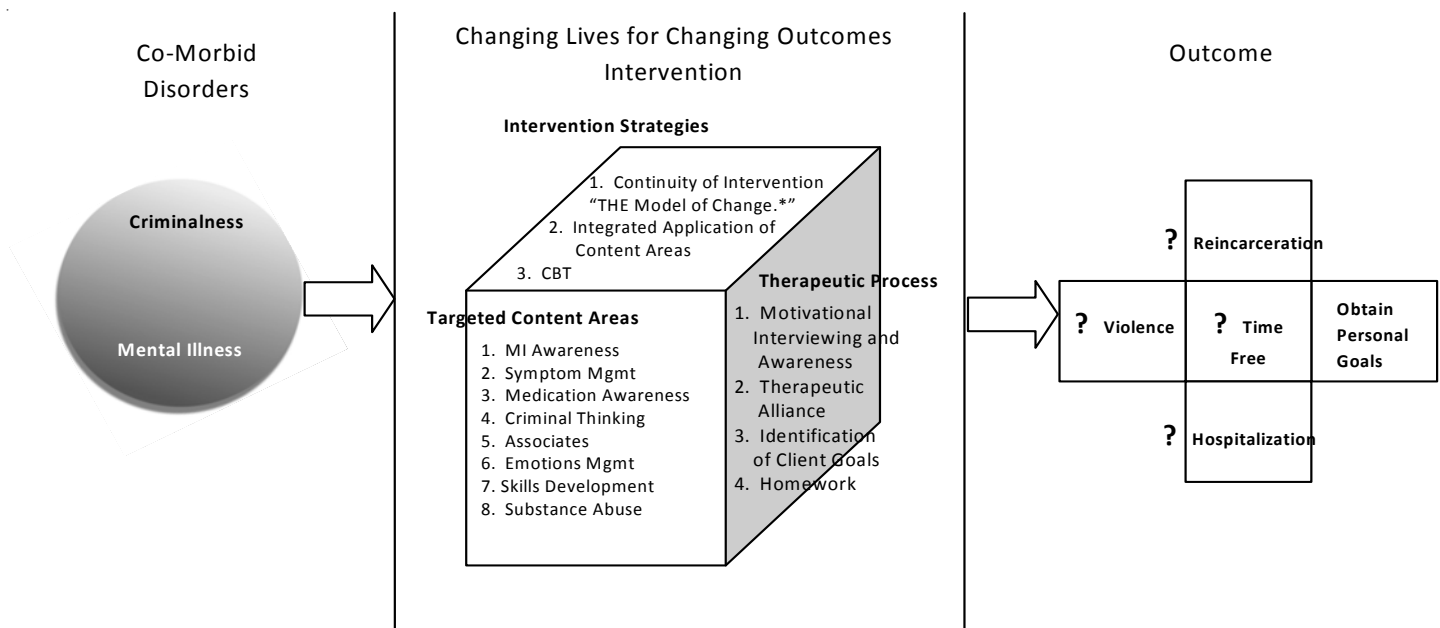 Co-Morbid
Disorders
Changing Lives for Changing Outcomes
Intervention
Outcome
Intervention Strategies
1. Continuity of Intervention
“THE Model of Change.*”
2. Integrated Application of
Content Areas
3. CBT
Criminalness
Mental Illness
Targeted Content Areas
1. MI Awareness
2. Symptom Mgmt
3. Medication Awareness
4. Criminal Thinking
5. Associates
6. Emotions Mgmt
7. Skills Development
8. Substance Abuse
Therapeutic Process
1. Motivational
Interviewing and
Awareness
2. Therapeutic
Alliance
3. Identification
of Client Goals
4. Homework
? Reincarceration
? Violence
? Time
Free
Obtain
Personal
Goals
? Hospitalization